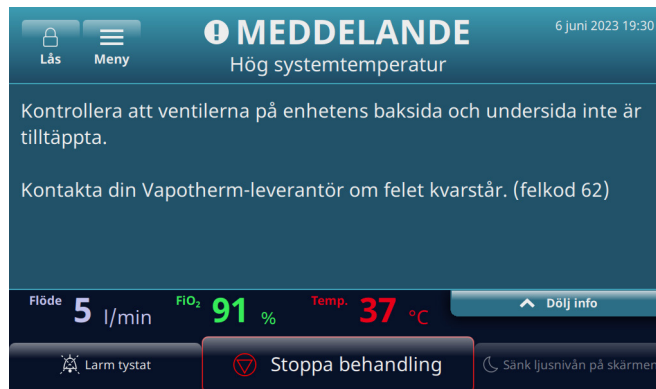 MEDDELANDE
6 juni 2023 19:30
Lås
Meny
Hög systemtemperatur
Kontrollera att ventilerna på enhetens baksida och undersida inte är
tilltäppta.
Kontakta din Vapotherm-leverantör om felet kvarstår. (felkod 62)
Flöde 5 l/min FiO₂ 91 % Temp. 37 °C
Dölj info
Larm tystat
Stoppa behandling
Sänk ljusnivån på skärmen